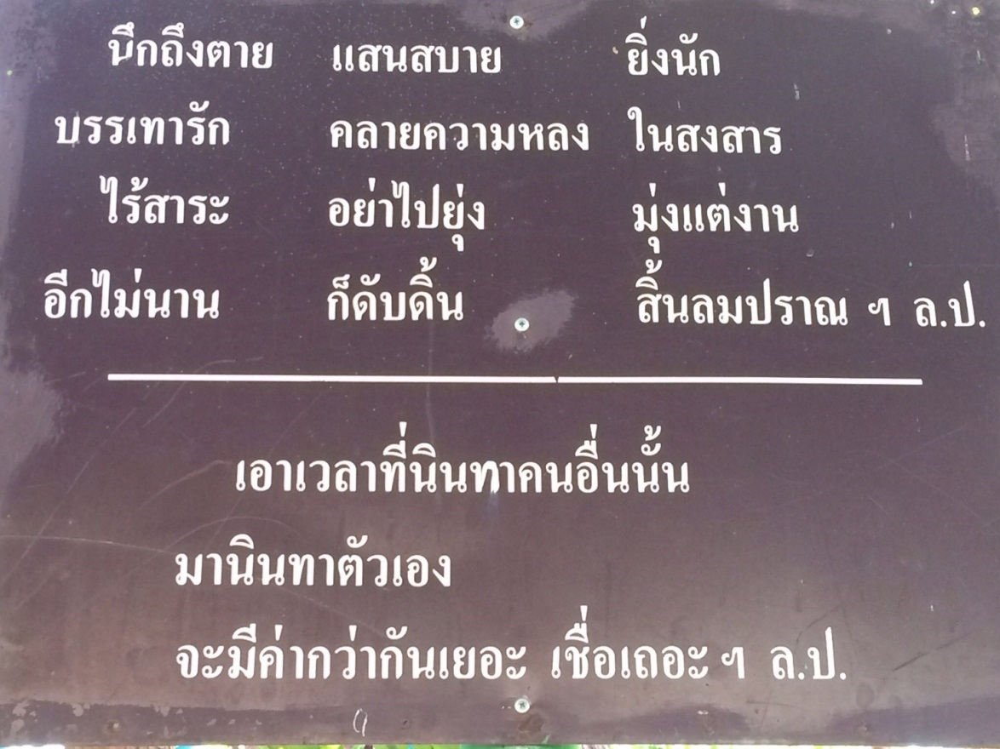 นึกถึงตาย แสนสบาย ยิ่งนัก
บรรเทารัก คลายความหลง ในสงสาร
ไร้สาระ อย่าไปยุ่ง มุ่งแต่งาน
อีกไม่นาน ก็ดับดิ้น สิ้นลมปราณ ฯ ล.ป.
เอาเวลาที่นินทาคนอื่นนั้น
มานินทาตัวเอง
จะมีค่ากว่ากันเยอะ เชื่อเถอะ ฯ ล.ป.